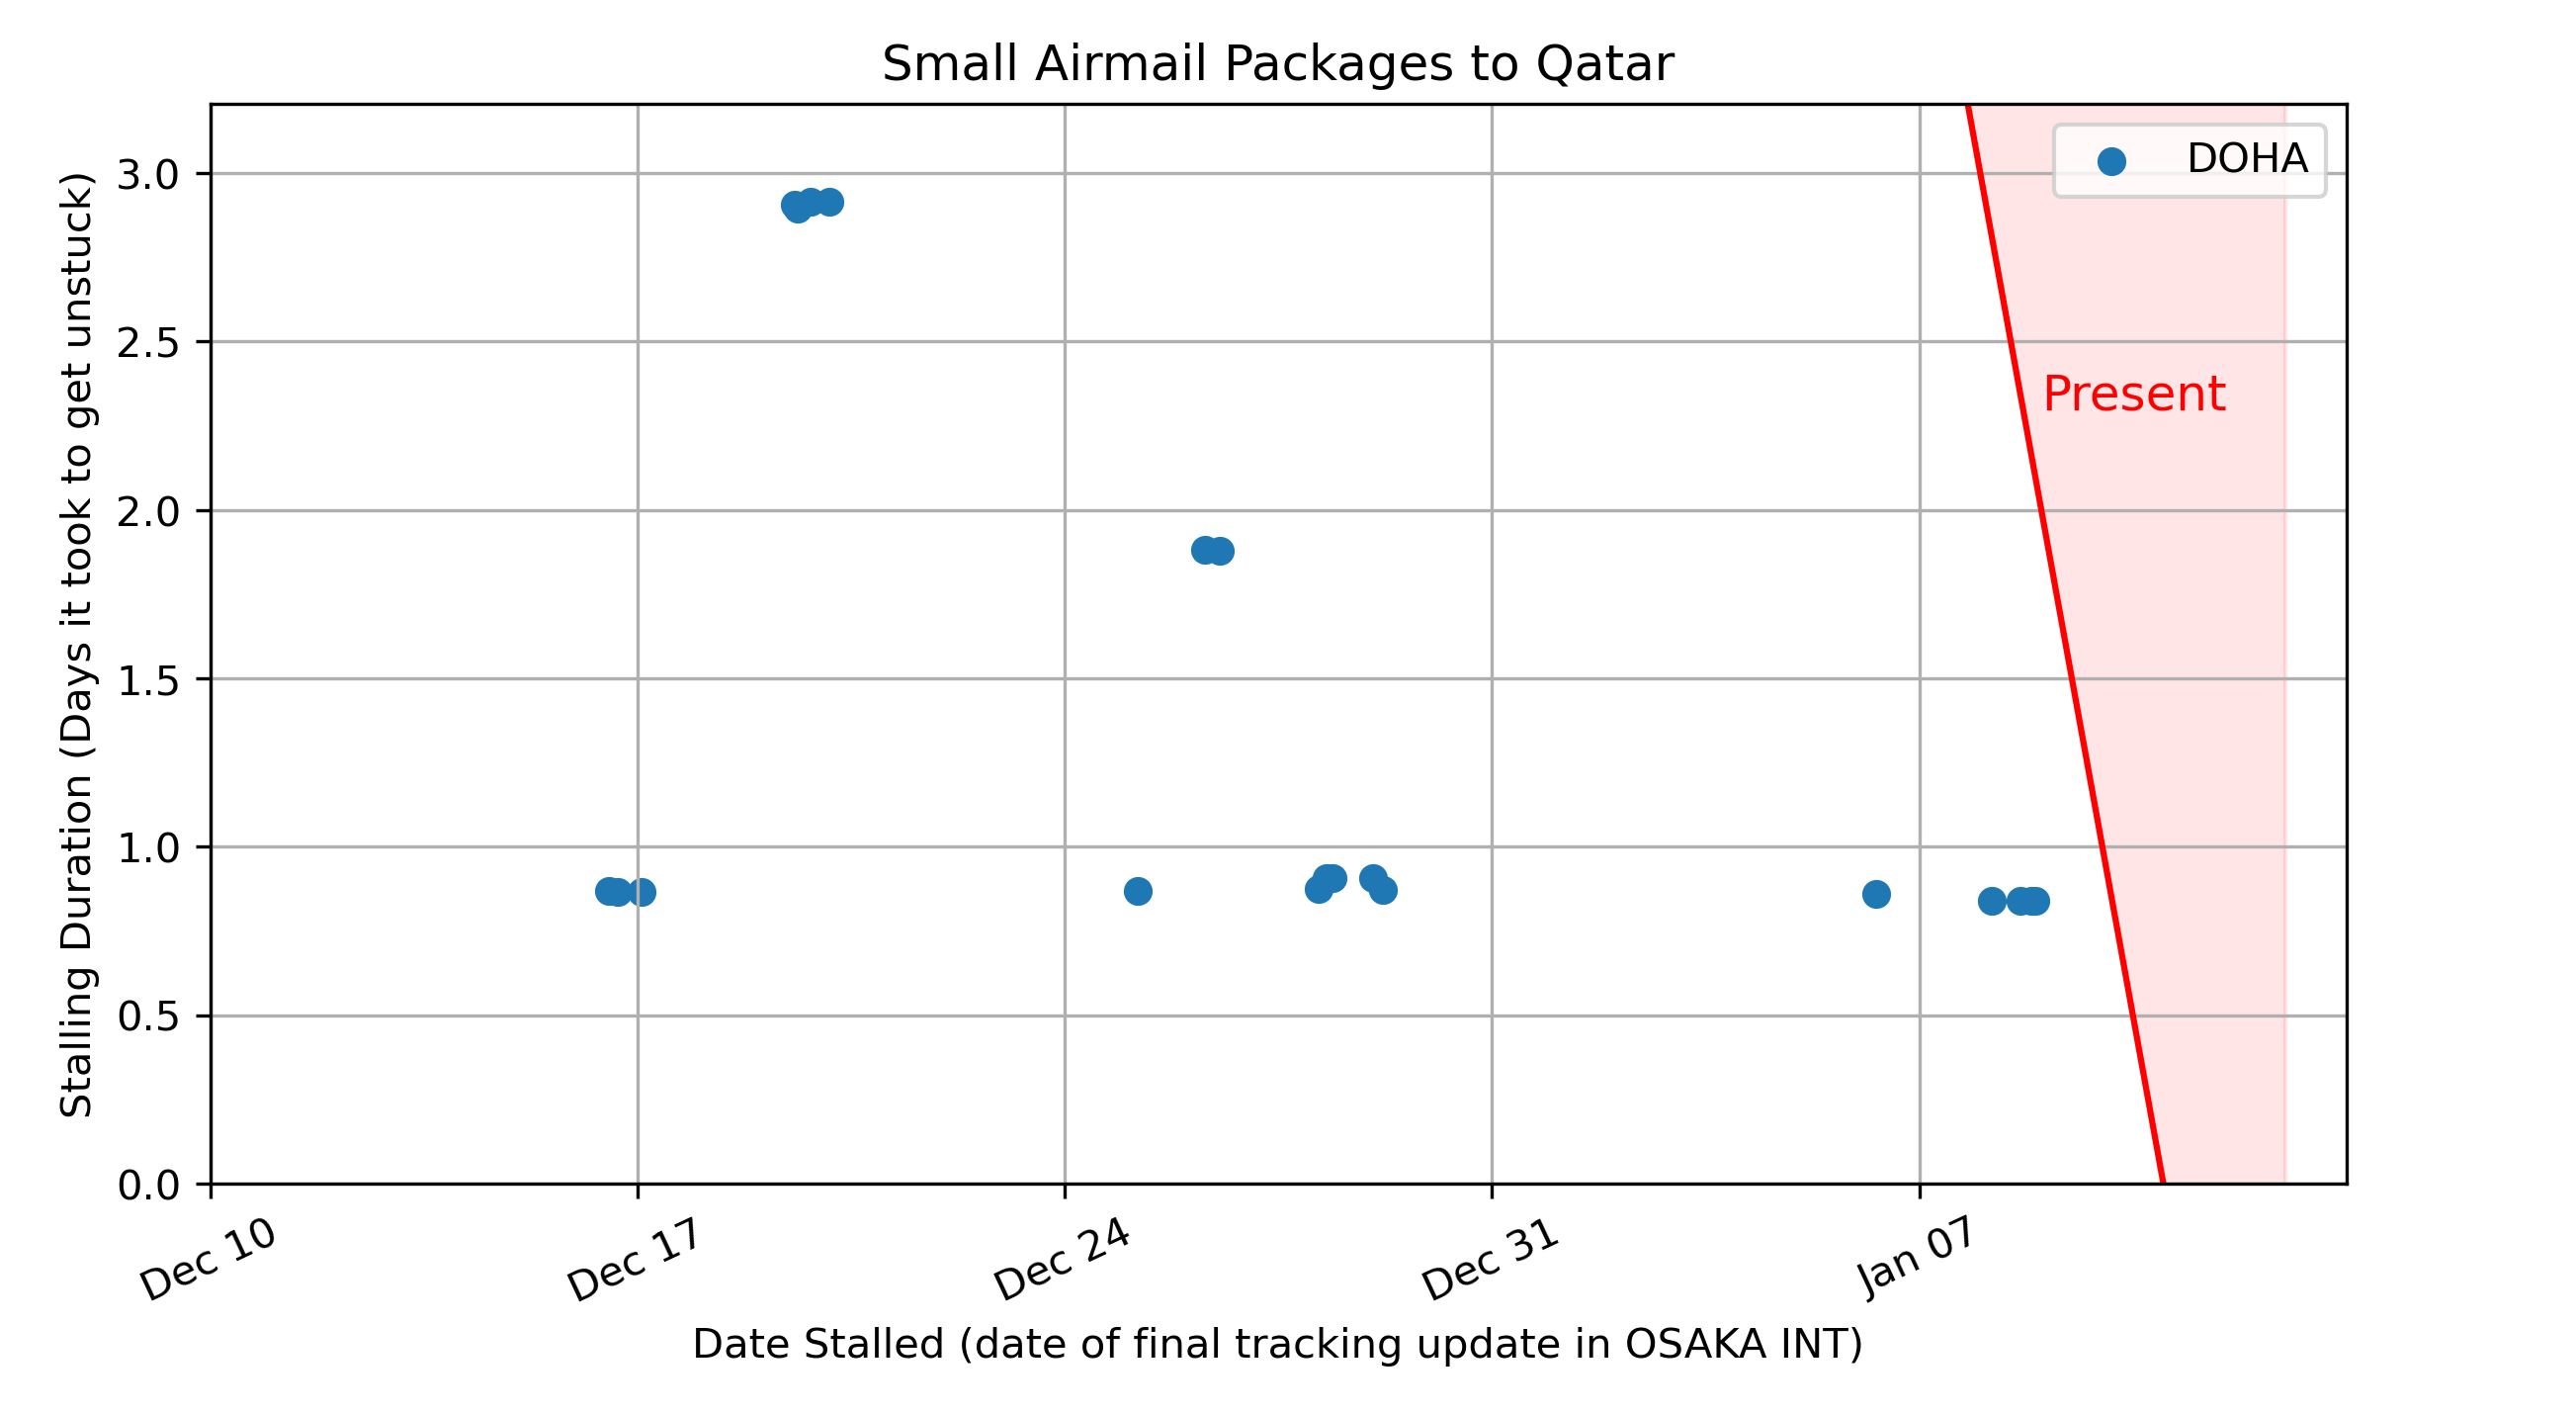 Small Airmail Packages to Qatar
DOHA
Present
Stalling Duration (Days it took to get unstuck)
3.0
2.5
2.0
1.5
1.0
0.5
0.0
Dec 10
Dec 17
Dec 24
Dec 31
Jan 07
Date Stalled (date of final tracking update in OSAKA INT)